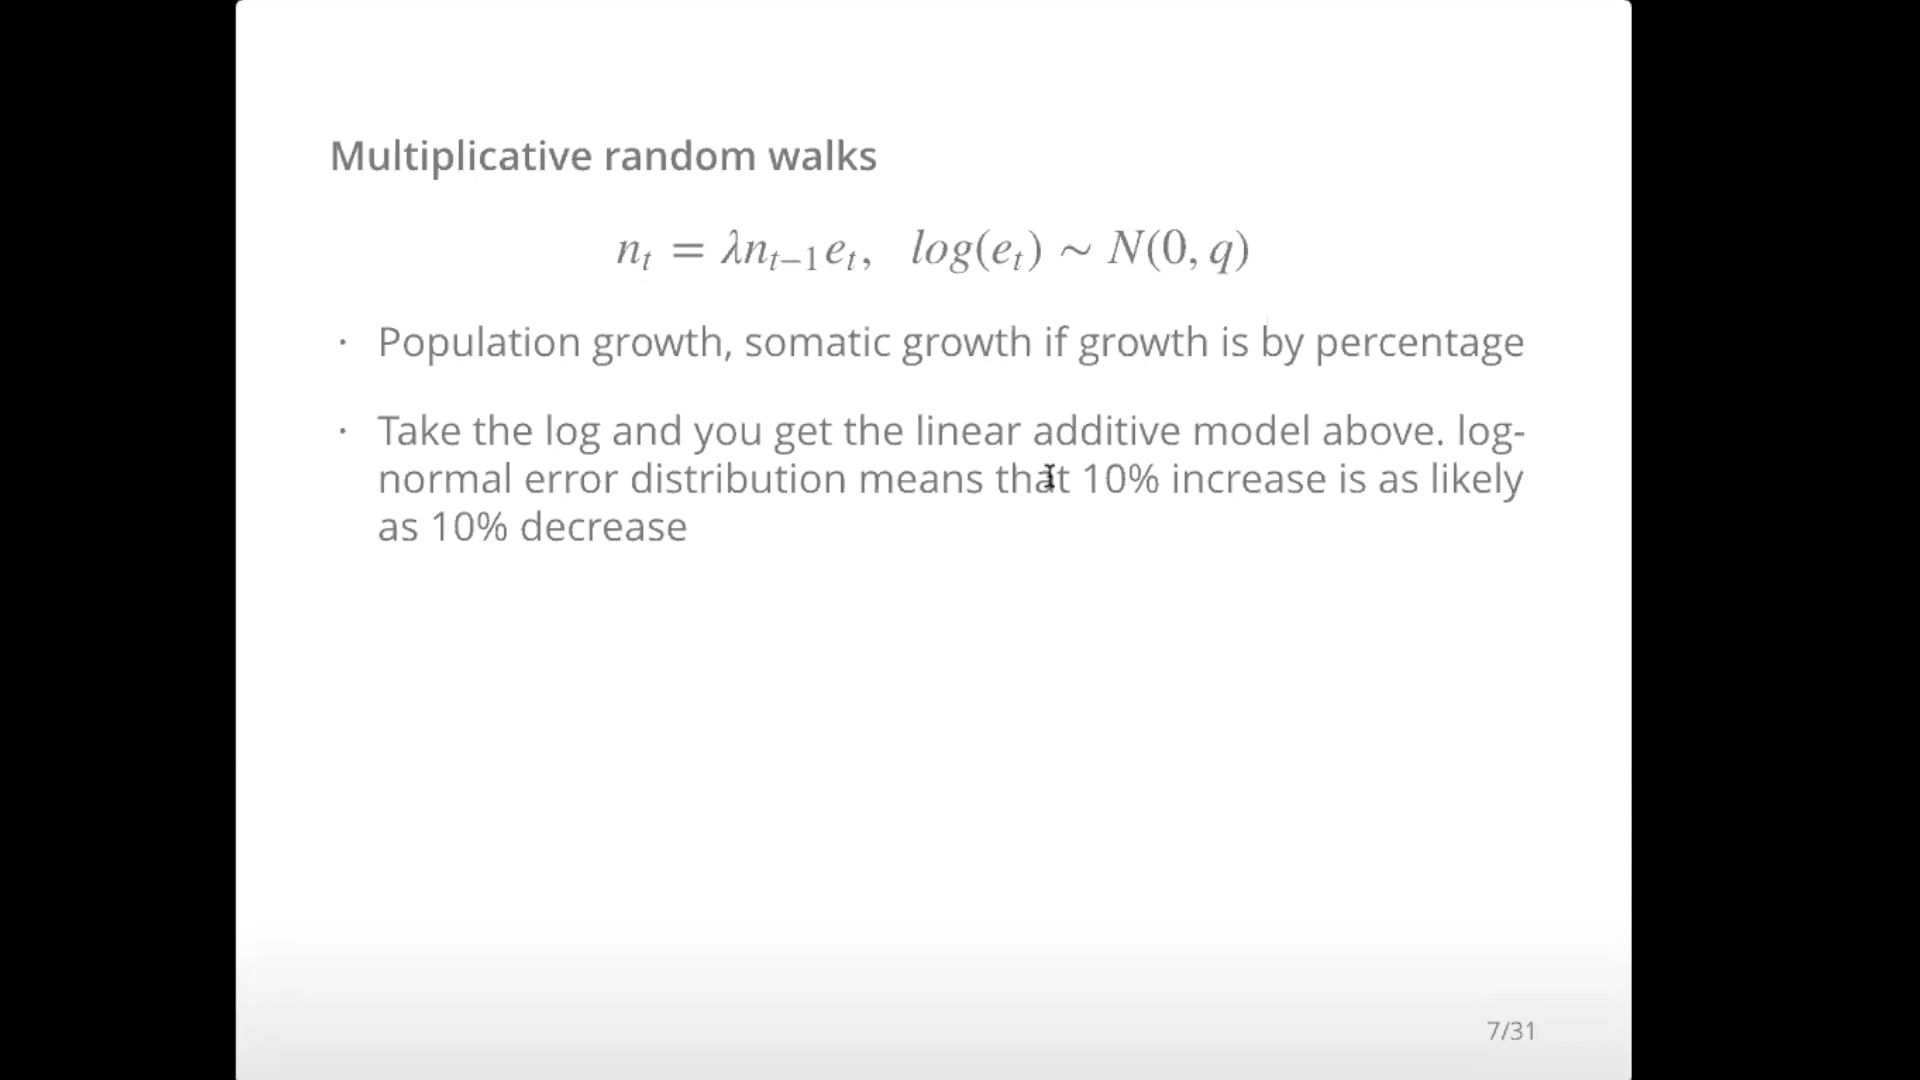 Multiplicative random walks
n_t = λn_{t−1}e_t, log(e_t) ∼ N(0, q)
· Population growth, somatic growth if growth is by percentage
· Take the log and you get the linear additive model above. log-
normal error distribution means that 10% increase is as likely
as 10% decrease
7/31